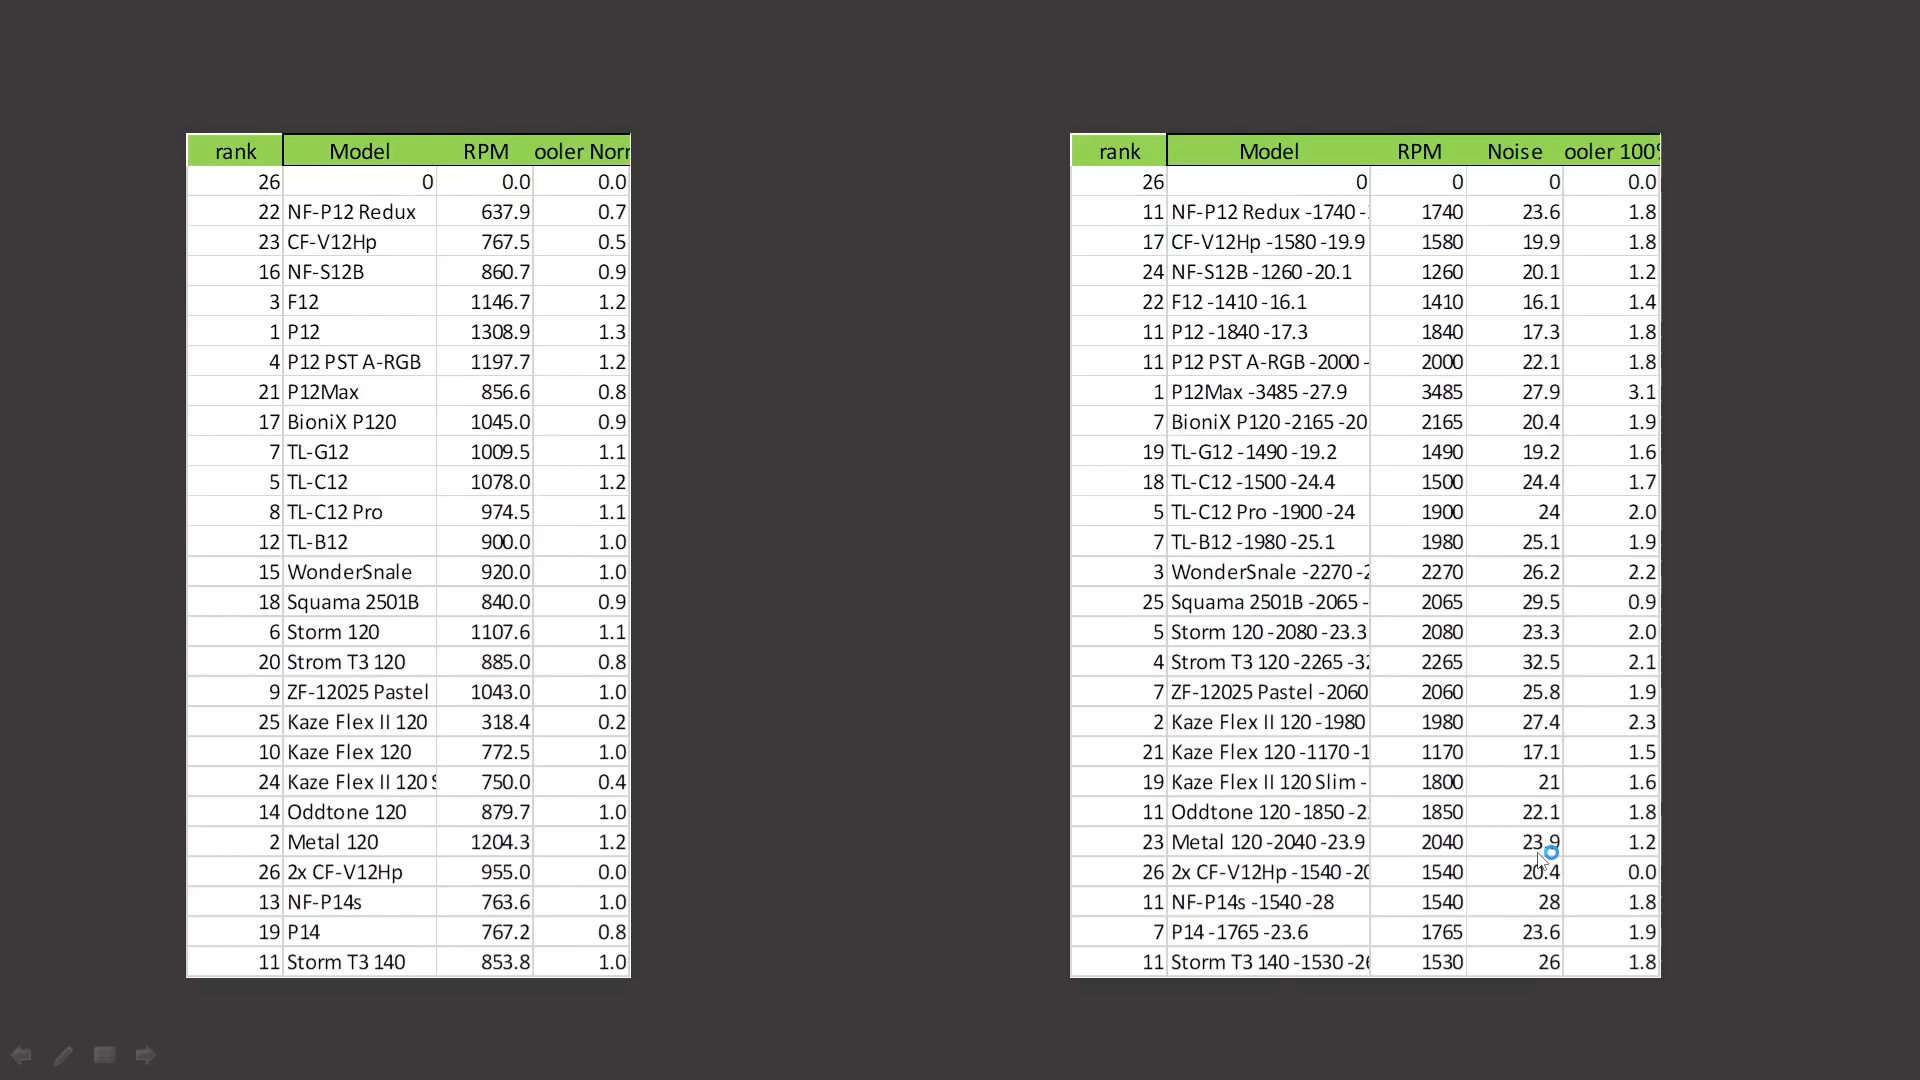 rank Model RPM ooler Norr
26 0 0.0 0.0
22 NF-P12 Redux 637.9 0.7
23 CF-V12Hp 767.5 0.5
16 NF-S12B 860.7 0.9
3 F12 1146.7 1.2
1 P12 1308.9 1.3
4 P12 PST A-RGB 1197.7 1.2
21 P12Max 856.6 0.8
17 BioniX P120 1045.0 0.9
7 TL-G12 1009.5 1.1
5 TL-C12 1078.0 1.2
8 TL-C12 Pro 974.5 1.1
12 TL-B12 900.0 1.0
15 WonderSnale 920.0 1.0
18 Squama 2501B 840.0 0.9
6 Storm 120 1107.6 1.1
20 Strom T3 120 885.0 0.8
9 ZF-12025 Pastel 1043.0 1.0
25 Kaze Flex II 120 318.4 0.2
10 Kaze Flex 120 772.5 1.0
24 Kaze Flex II 120 S 750.0 0.4
14 Oddtone 120 879.7 1.0
2 Metal 120 1204.3 1.2
26 2x CF-V12Hp 955.0 0.0
13 NF-P14s 763.6 1.0
19 P14 767.2 0.8
11 Storm T3 140 853.8 1.0
rank Model RPM Noise ooler 100%
26 0 0 0 0.0
11 NF-P12 Redux -1740 - 1740 23.6 1.8
17 CF-V12Hp -1580 -19.9 1580 19.9 1.8
24 NF-S12B -1260 -20.1 1260 20.1 1.2
22 F12 -1410 -16.1 1410 16.1 1.4
11 P12 -1840 -17.3 1840 17.3 1.8
11 P12 PST A-RGB -2000 - 2000 22.1 1.8
1 P12Max -3485 -27.9 3485 27.9 3.1
7 BioniX P120 -2165 -20 2165 20.4 1.9
19 TL-G12 -1490 -19.2 1490 19.2 1.6
18 TL-C12 -1500 -24.4 1500 24.4 1.7
5 TL-C12 Pro -1900 -24 1900 24 2.0
7 TL-B12 -1980 -25.1 1980 25.1 1.9
3 WonderSnale -2270 -2 2270 26.2 2.2
25 Squama 2501B -2065 - 2065 29.5 0.9
5 Storm 120 -2080 -23.3 2080 23.3 2.0
4 Strom T3 120 -2265 -32 2265 32.5 2.1
7 ZF-12025 Pastel -2060 2060 25.8 1.9
2 Kaze Flex II 120 -1980 1980 27.4 2.3
21 Kaze Flex 120 -1170 -1 1170 17.1 1.5
19 Kaze Flex II 120 Slim - 1800 21 1.6
11 Oddtone 120 -1850 -2 1850 22.1 1.8
23 Metal 120 -2040 -23.9 2040 23.9 1.2
26 2x CF-V12Hp -1540 -20 1540 20.4 0.0
11 NF-P14s -1540 -28 1540 28 1.8
7 P14 -1765 -23.6 1765 23.6 1.9
11 Storm T3 140 -1530 -26 1530 26 1.8